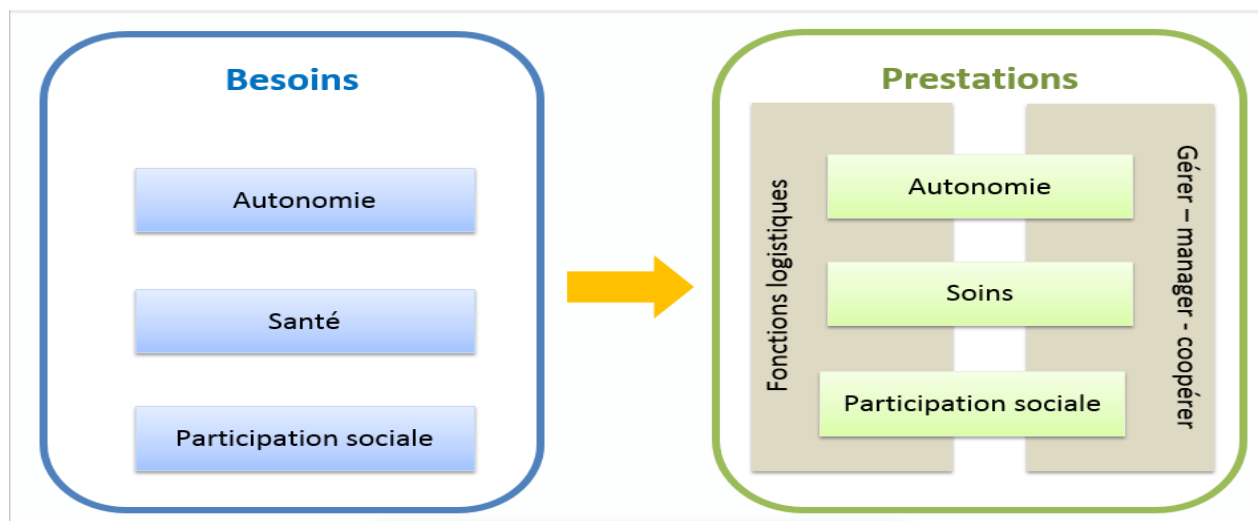 Besoins
Autonomie
Santé
Participation sociale
Prestations
Fonctions logistiques
Autonomie
Soins
Participation sociale
Gérer – manager - coopérer